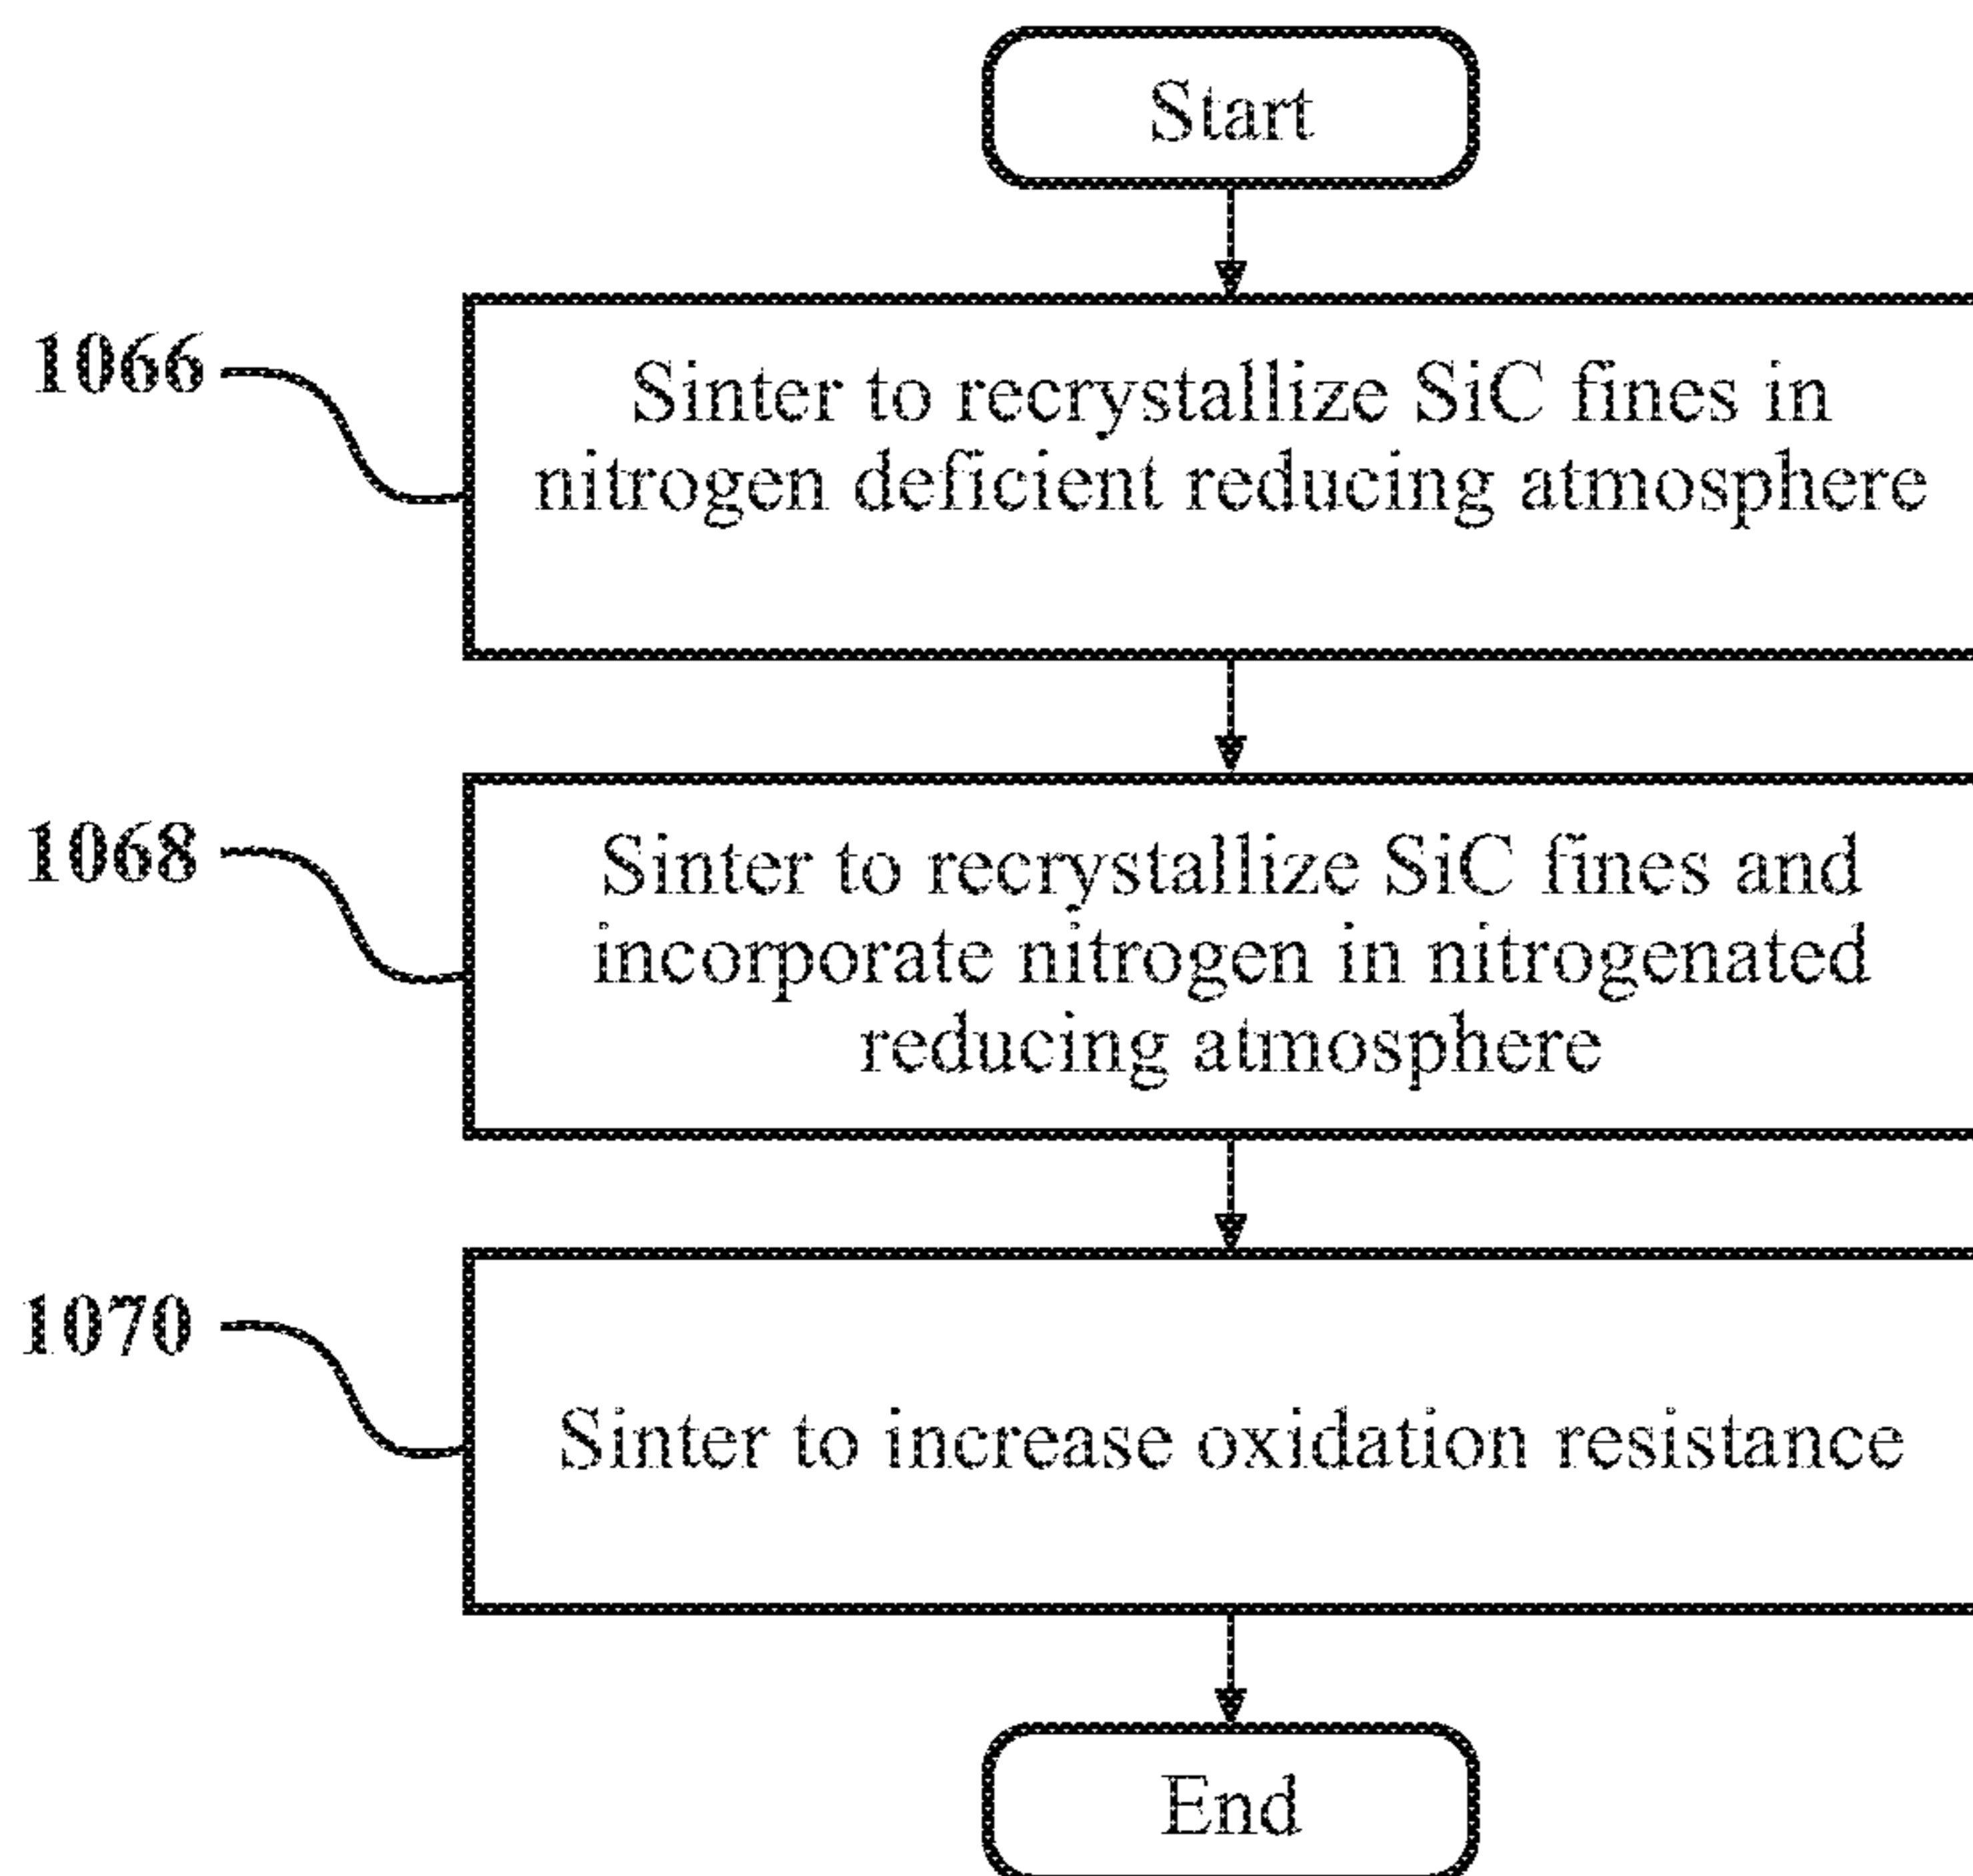 Start
1066
Sinter to recrystallize SiC fines in
nitrogen deficient reducing atmosphere
1068
Sinter to recrystallize SiC fines and
incorporate nitrogen in nitrogenated
reducing atmosphere
1070
Sinter to increase oxidation resistance
End